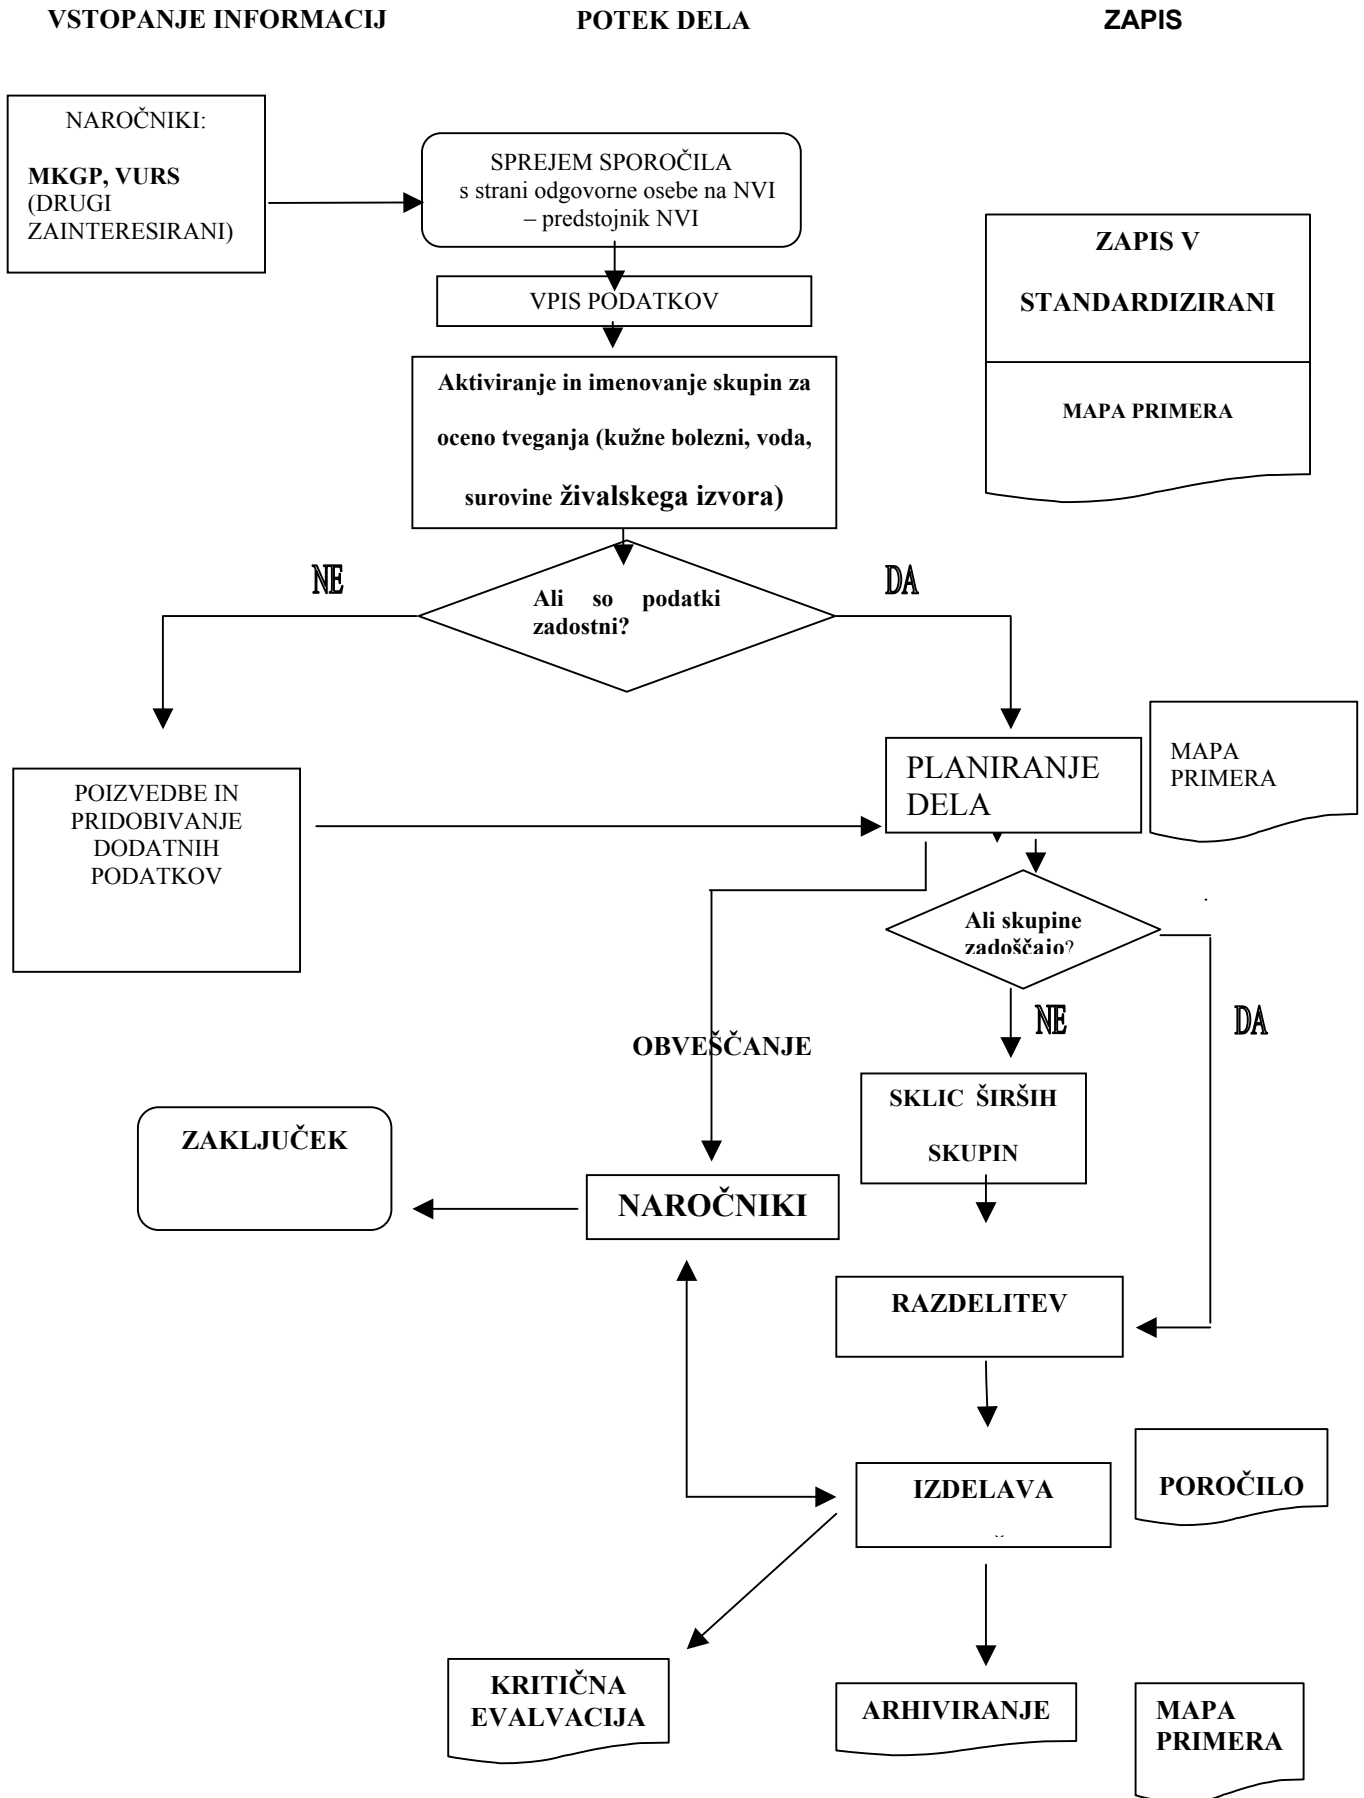 VSTOPANJE INFORMACIJ
POTEK DELA
ZAPIS
NAROČNIKI:
MKGP, VURS
(DRUGI
ZAINTERESIRANI)
SPREJEM SPOROČILA
s strani odgovorne osebe na NVI
– predstojnik NVI
VPIS PODATKOV
ZAPIS V
STANDARDIZIRANI
MAPA PRIMERA
Aktiviranje in imenovanje skupin za
oceno tveganja (kužne bolezni, voda,
surovine živalskega izvora)
NE
DA
Ali so podatki
zadostni?
POIZVEDBE IN
PRIDOBIVANJE
DODATNIH
PODATKOV
PLANIRANJE
DELA
MAPA
PRIMERA
Ali skupine
zadoščajo?
NE
DA
OBVEŠČANJE
SKLIC ŠIRŠIH
SKUPIN
ZAKLJUČEK
NAROČNIKI
RAZDELITEV
IZDELAVA
POROČILO
KRITIČNA
EVALVACIJA
ARHIVIRANJE
MAPA
PRIMERA